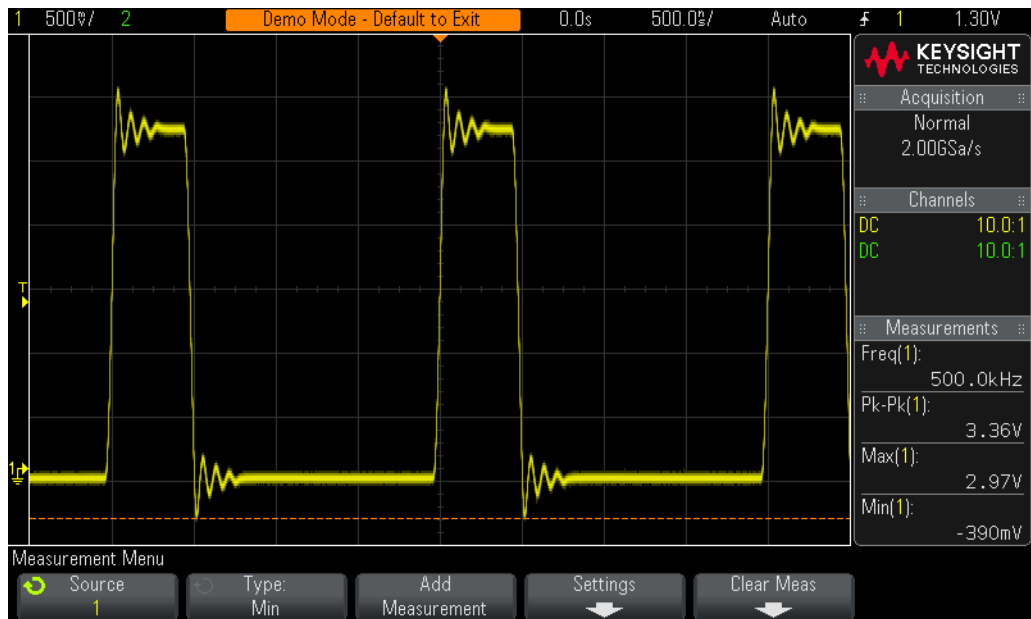 1 500mV/ 2 Demo Mode - Default to Exit 0.0s 500.0ns/ Auto 1 1.30V
KEYSIGHT
TECHNOLOGIES
Acquisition
Normal
2.00GSa/s
Channels
DC 10.0:1
DC 10.0:1
T
Measurements
Freq(1):
500.0kHz
Pk-Pk(1):
3.36V
Max(1):
2.97V
1
Min(1):
-390mV
Measurement Menu
Source
1
Type:
Min
Add
Measurement
Settings
Clear Meas